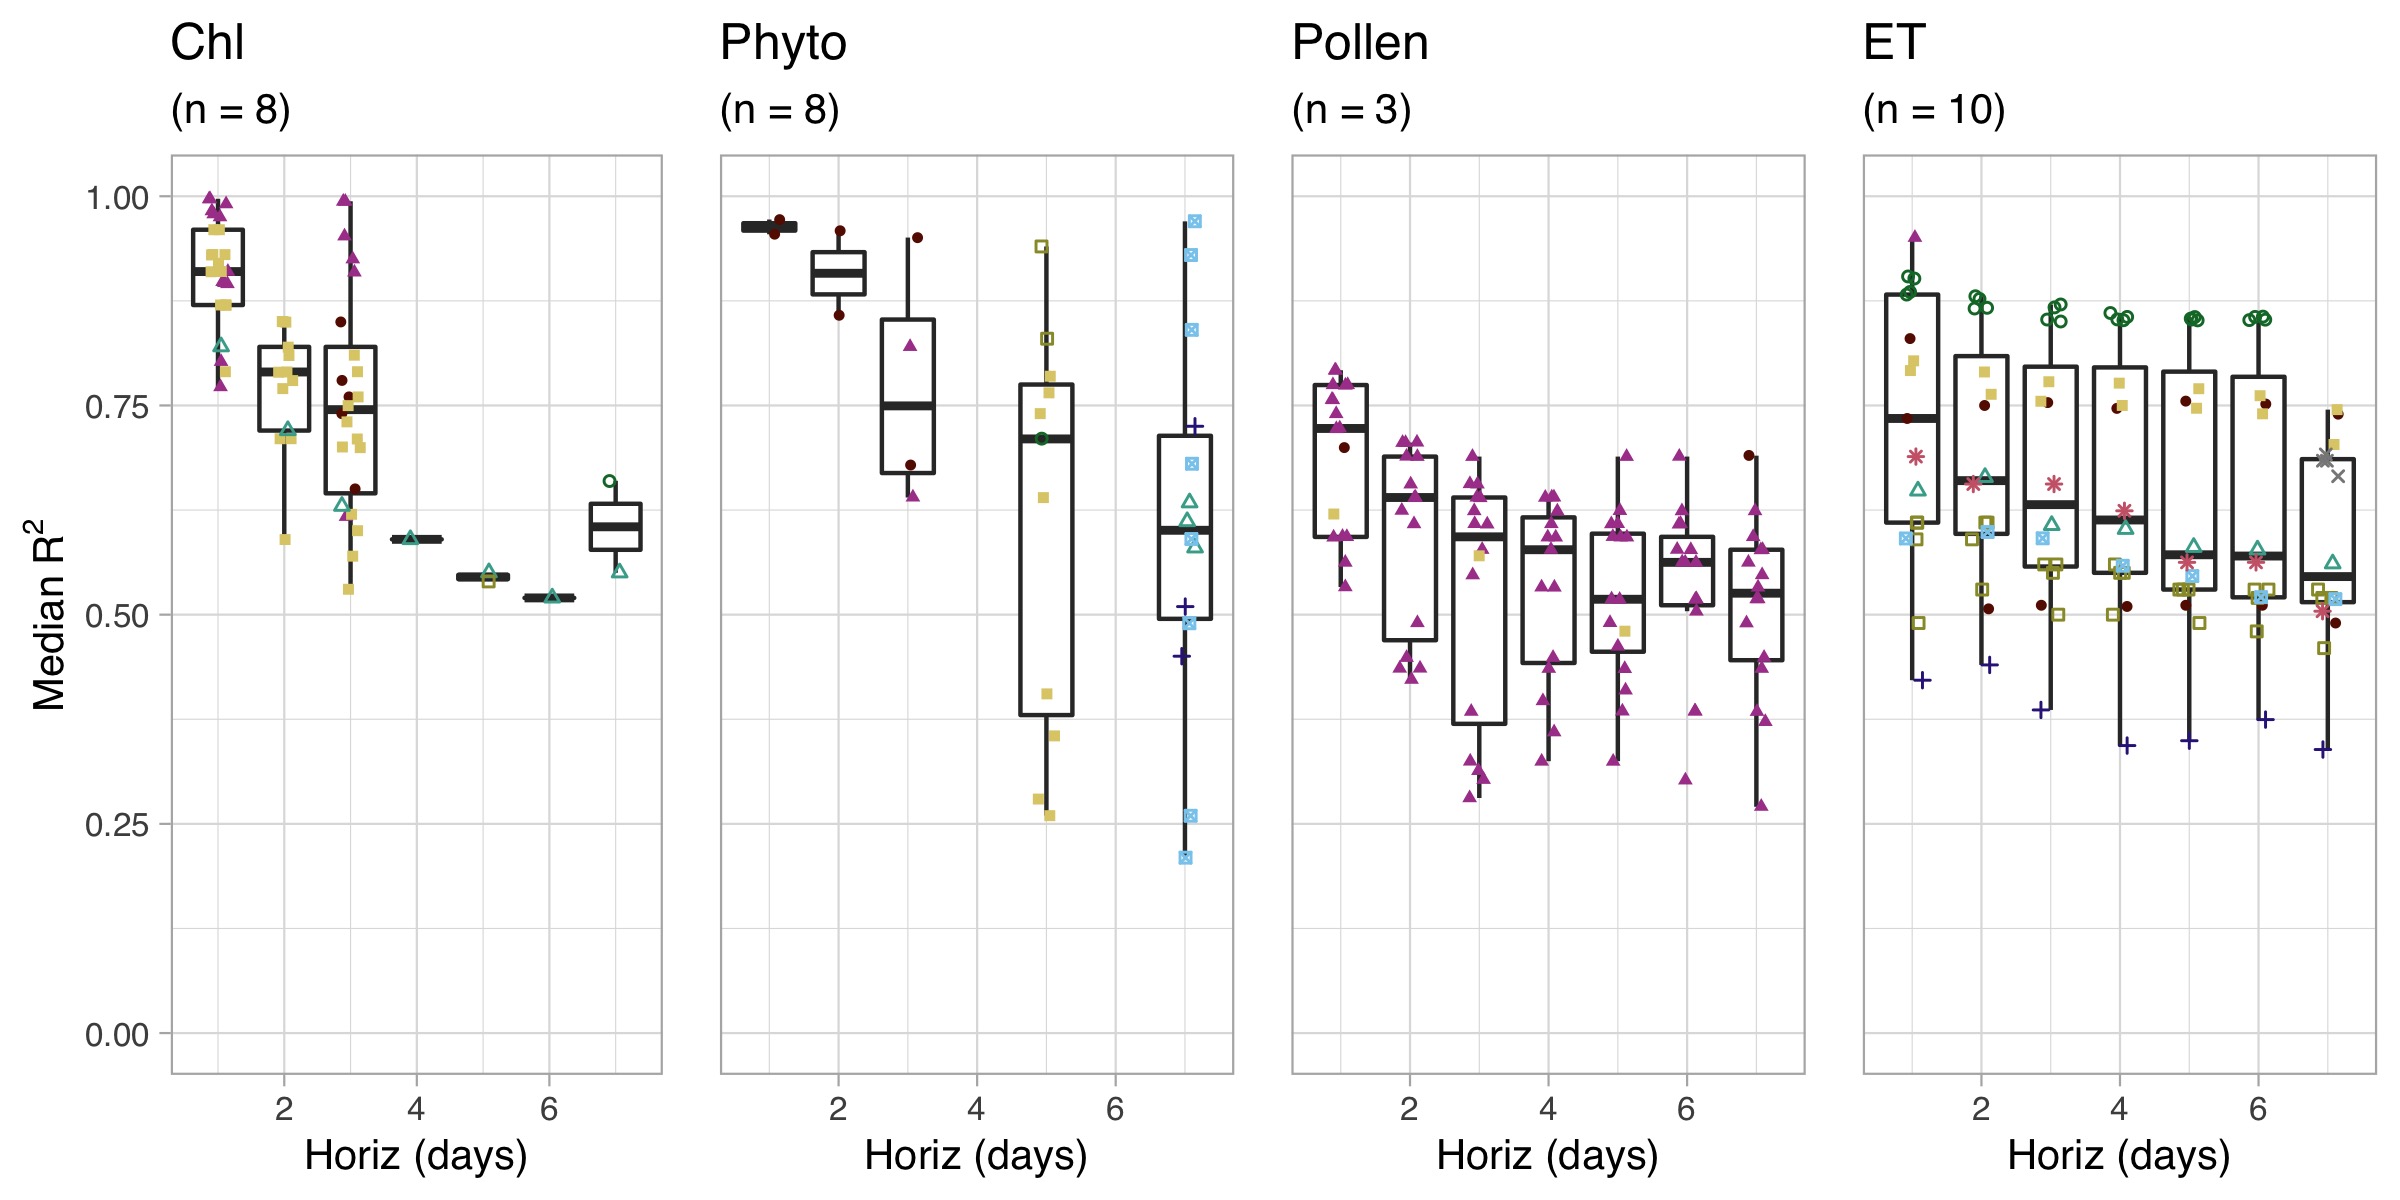 Chl
(n = 8)
Phyto
(n = 8)
Pollen
(n = 3)
ET
(n = 10)
Median R²
1.00
0.75
0.50
0.25
0.00
2 4 6
2 4 6
2 4 6
2 4 6
Horiz (days)
Horiz (days)
Horiz (days)
Horiz (days)